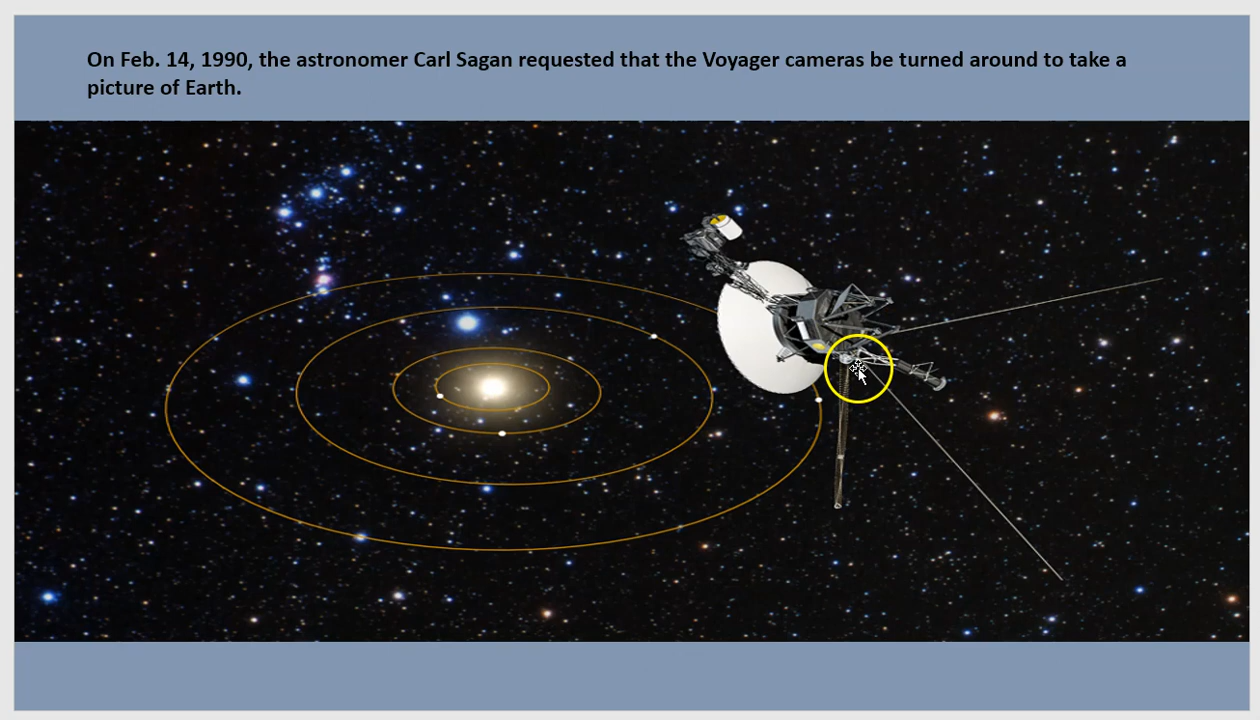 On Feb. 14, 1990, the astronomer Carl Sagan requested that the Voyager cameras be turned around to take a
picture of Earth.